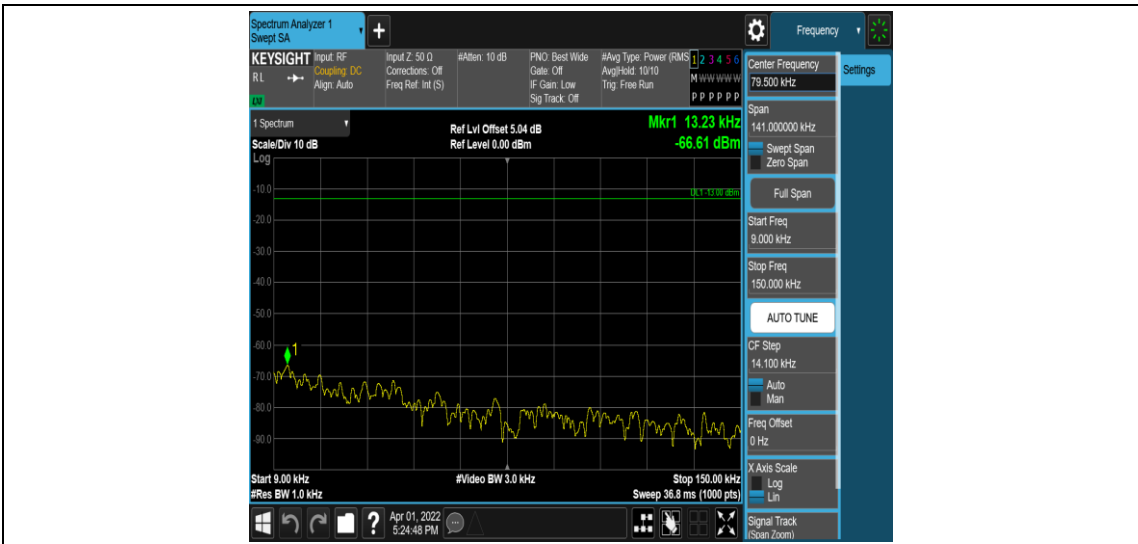 Spectrum Analyzer 1
Swept SA
+
Frequency
KEYSIGHT
RL
LXI
Input: RF
Coupling: DC
Align: Auto
Input Z: 50 Ω
Corrections: Off
Freq Ref: Int (S)
#Atten: 10 dB
PNO: Best Wide
Gate: Off
IF Gain: Low
Sig Track: Off
#Avg Type: Power (RMS
Avg|Hold: 10/10
Trig: Free Run
1 2 3 4 5 6
M W W W W W
P P P P P P
1 Spectrum
Scale/Div 10 dB
Log
Ref Lvl Offset 5.04 dB
Ref Level 0.00 dBm
Mkr1 13.23 kHz
-66.61 dBm
DL1 -13.00 dBm
-10.0
-20.0
-30.0
-40.0
-50.0
-60.0
-70.0
-80.0
-90.0
1
Start 9.00 kHz
#Res BW 1.0 kHz
#Video BW 3.0 kHz
Stop 150.00 kHz
Sweep 36.8 ms (1000 pts)
?
Apr 01, 2022
5:24:48 PM
Center Frequency
79.500 kHz
Settings
Span
141.000000 kHz
Swept Span
Zero Span
Full Span
Start Freq
9.000 kHz
Stop Freq
150.000 kHz
AUTO TUNE
CF Step
14.100 kHz
Auto
Man
Freq Offset
0 Hz
X Axis Scale
Log
Lin
Signal Track
(Span Zoom)